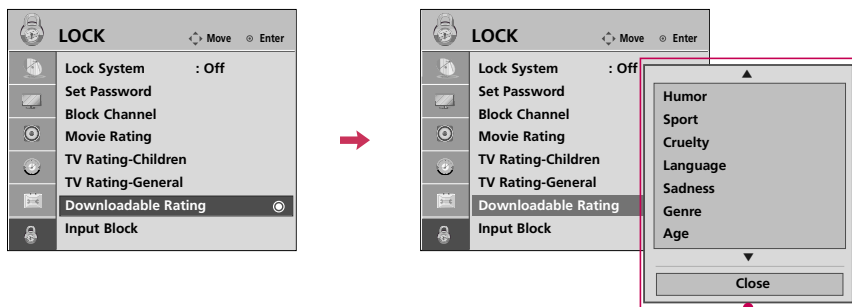 LOCK Move Enter
Lock System : Off
Set Password
Block Channel
Movie Rating
TV Rating-Children
TV Rating-General
Downloadable Rating
Input Block
LOCK Move Enter
Lock System : Off
Set Password
Block Channel
Movie Rating
TV Rating-Children
TV Rating-General
Downloadable Rating
Input Block
Humor
Sport
Cruelty
Language
Sadness
Genre
Age
Close